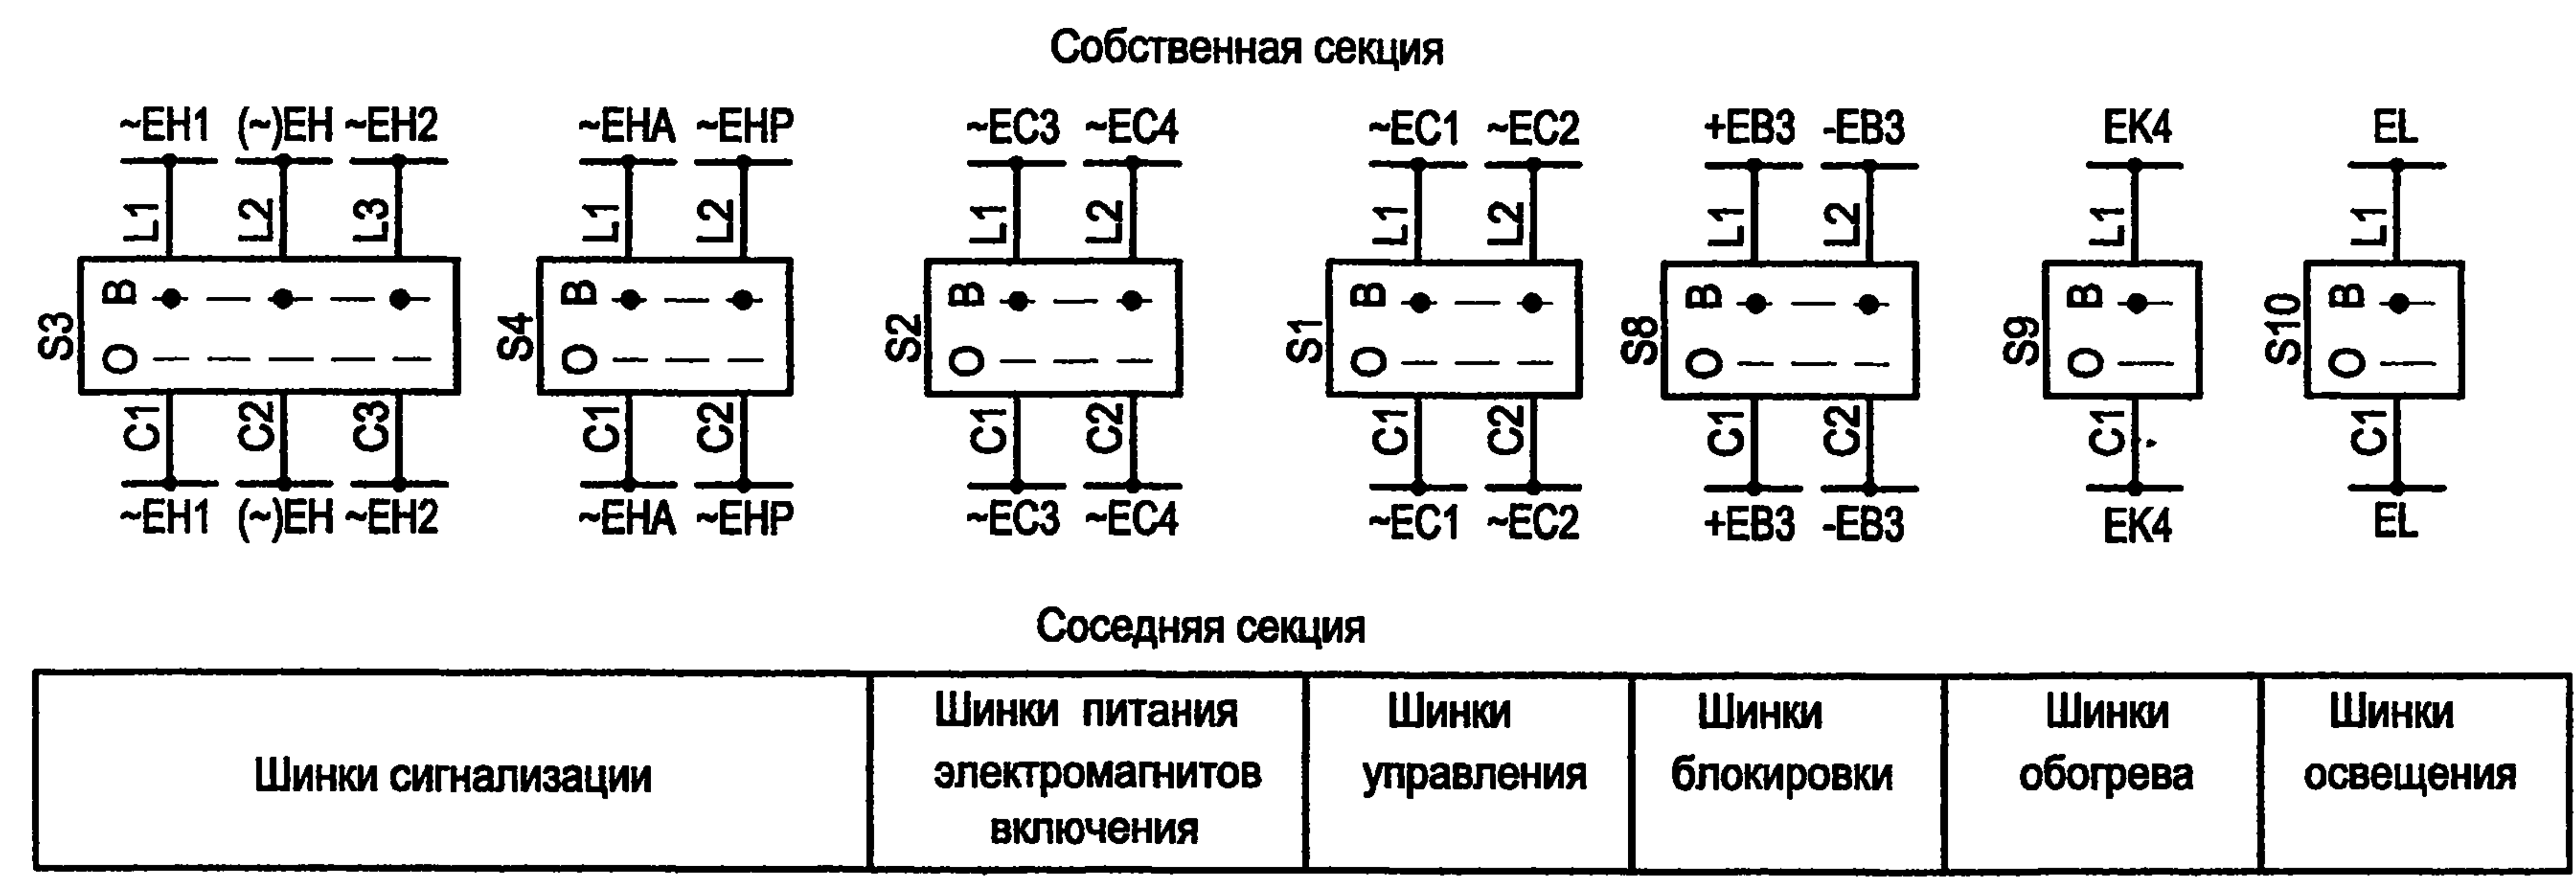 Собственная секция
~EH1 (~)EH ~EH2 ~EHA ~EHP ~EC3 ~EC4 ~EC1 ~EC2 +EB3 -EB3 EK4 EL
L1 L2 L3 L1 L2 L1 L2 L1 L2 L1 L2 L1 L1
S3 B O S4 B O S2 B O S1 B O S8 B O S9 B O S10 B O
C1 C2 C3 C1 C2 C1 C2 C1 C2 C1 C2 C1 C1
~EH1 (~)EH ~EH2 ~EHA ~EHP ~EC3 ~EC4 ~EC1 ~EC2 +EB3 -EB3 EK4 EL
Соседняя секция
Шинки сигнализации
Шинки питания
электромагнитов
включения
Шинки
управления
Шинки
блокировки
Шинки
обогрева
Шинки
освещения